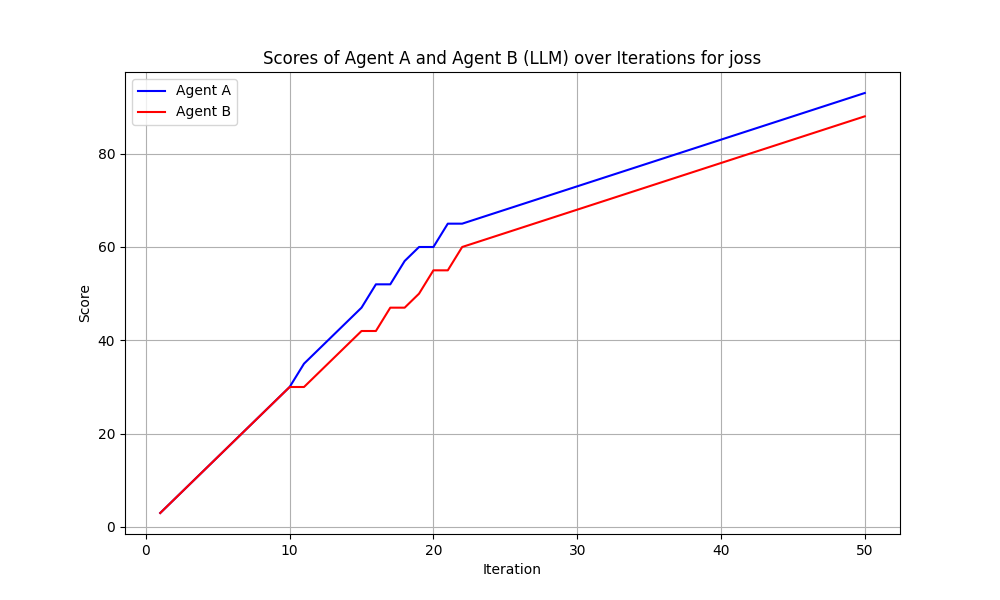 Scores of Agent A and Agent B (LLM) over Iterations for joss
Agent A
Agent B
Score
80
60
40
20
0
0 10 20 30 40 50
Iteration